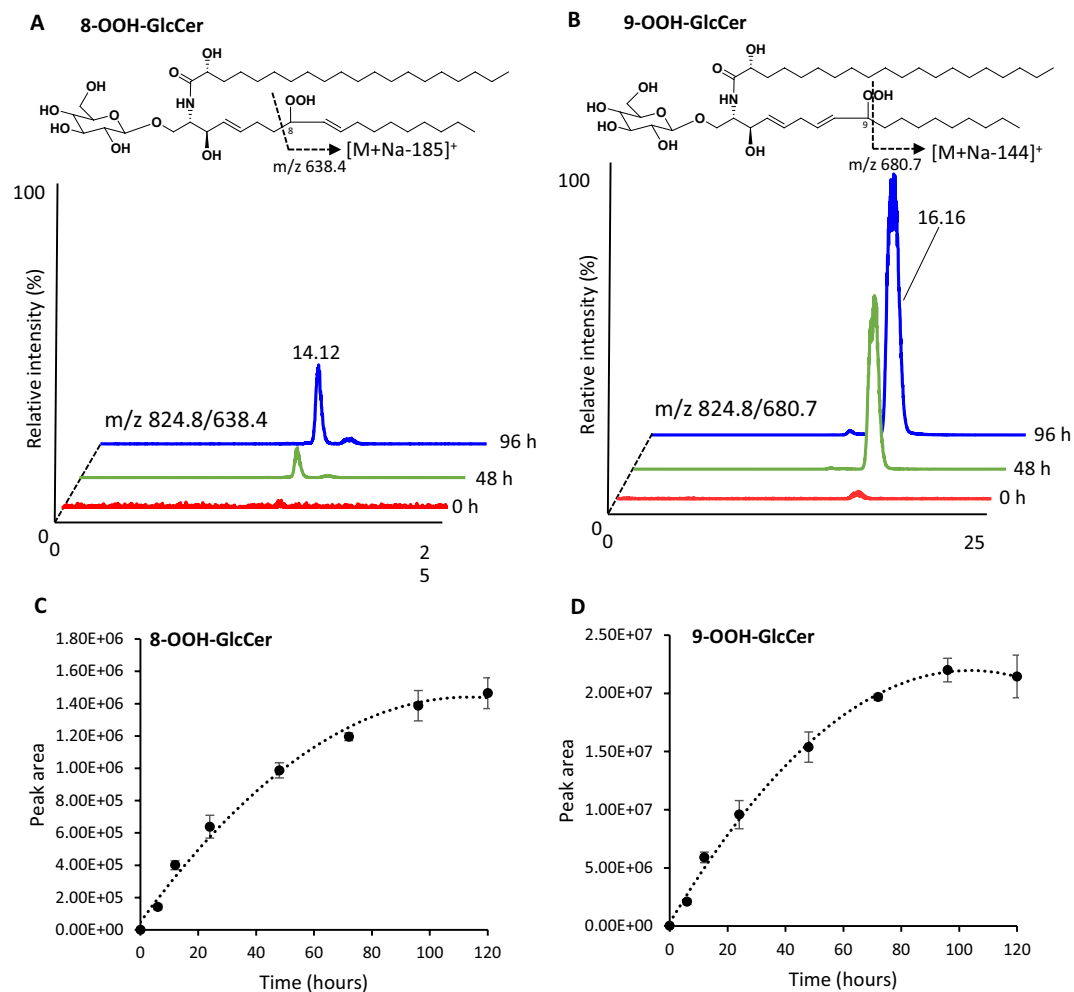 A 8-OOH-GlcCer
OH
O
NH
OOH
OH
O
HO
HO
O
8
OH
OH
[M+Na-185]+
m/z 638.4
100
Relative intensity (%)
14.12
m/z 824.8/638.4
96 h
48 h
0 h
0
0
2
5
B 9-OOH-GlcCer
OH
O
NH
OOH
OH
O
HO
HO
O
9
OH
OH
[M+Na-144]+
m/z 680.7
100
Relative intensity (%)
16.16
m/z 824.8/680.7
96 h
48 h
0 h
0
0
25
C
8-OOH-GlcCer
1.80E+06
1.60E+06
1.40E+06
1.20E+06
1.00E+06
8.00E+05
6.00E+05
4.00E+05
2.00E+05
0.00E+00
Peak area
0 20 40 60 80 100 120
Time (hours)
D
9-OOH-GlcCer
2.50E+07
2.00E+07
1.50E+07
1.00E+07
5.00E+06
0.00E+00
Peak area
0 20 40 60 80 100 120
Time (hours)